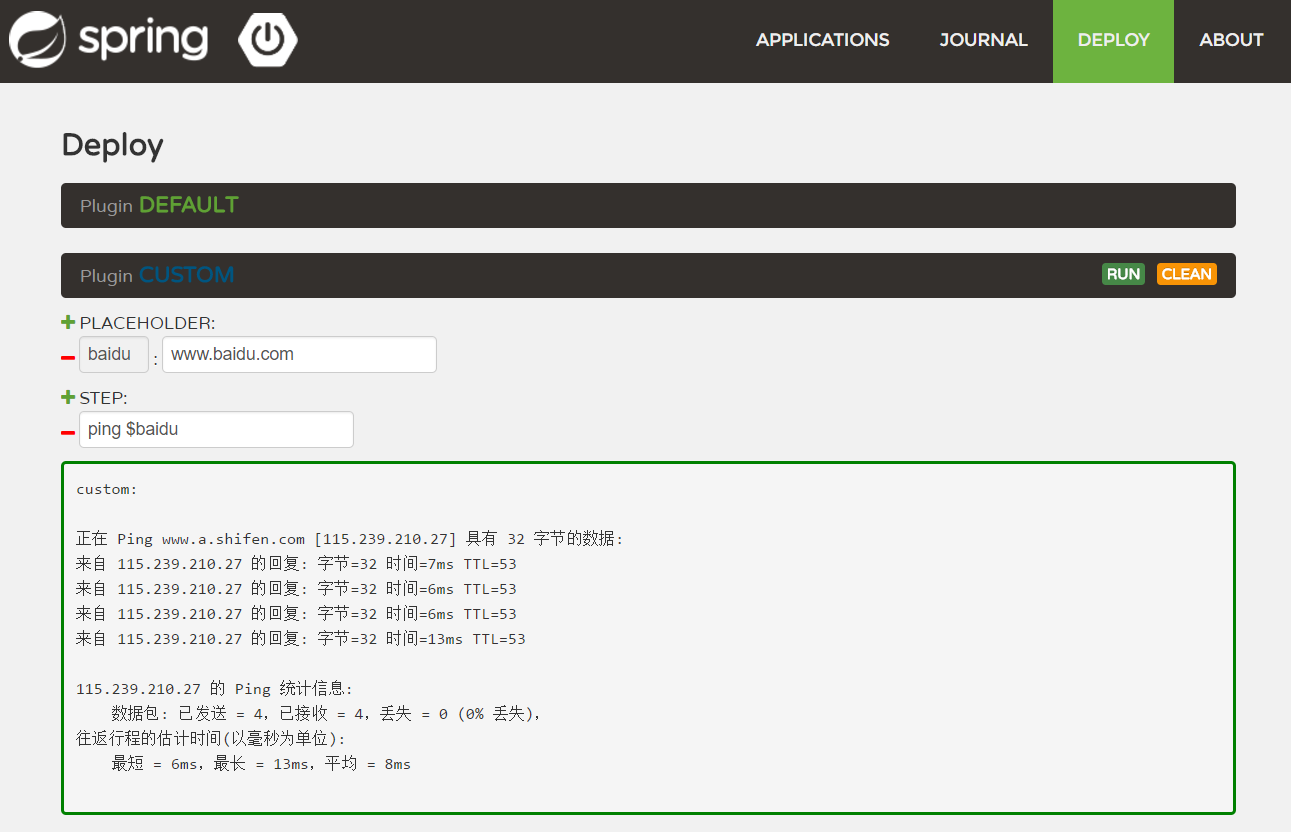 spring
APPLICATIONS
JOURNAL
DEPLOY
ABOUT
Deploy
Plugin DEFAULT
Plugin CUSTOM
RUN
CLEAN
PLACEHOLDER:
baidu : www.baidu.com
STEP:
ping $baidu
custom:
正在 Ping www.a.shifen.com [115.239.210.27] 具有 32 字节的数据:
来自 115.239.210.27 的回复: 字节=32 时间=7ms TTL=53
来自 115.239.210.27 的回复: 字节=32 时间=6ms TTL=53
来自 115.239.210.27 的回复: 字节=32 时间=6ms TTL=53
来自 115.239.210.27 的回复: 字节=32 时间=13ms TTL=53
115.239.210.27 的 Ping 统计信息:
数据包: 已发送 = 4，已接收 = 4，丢失 = 0 (0% 丢失)，
往返行程的估计时间(以毫秒为单位):
最短 = 6ms，最长 = 13ms，平均 = 8ms